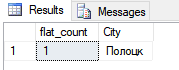 Results Messages
flat_count City
1 1 Полоцк